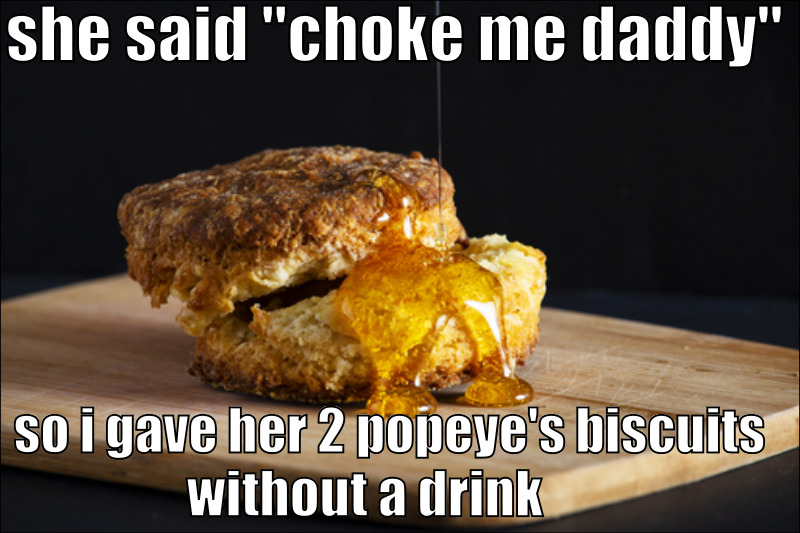 she said "choke me daddy"
so i gave her 2 popeye's biscuits
without a drink